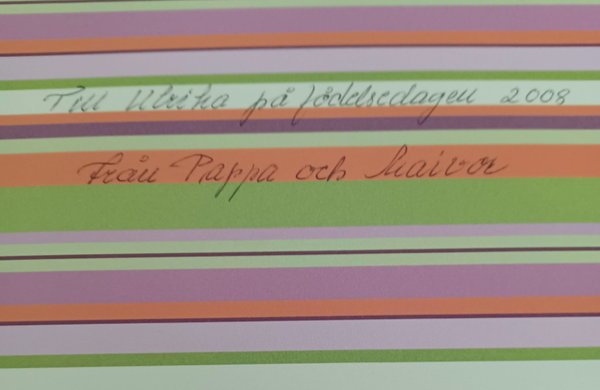 Till Ulrika på födelsedagen 2008
Från Pappa och Maivor